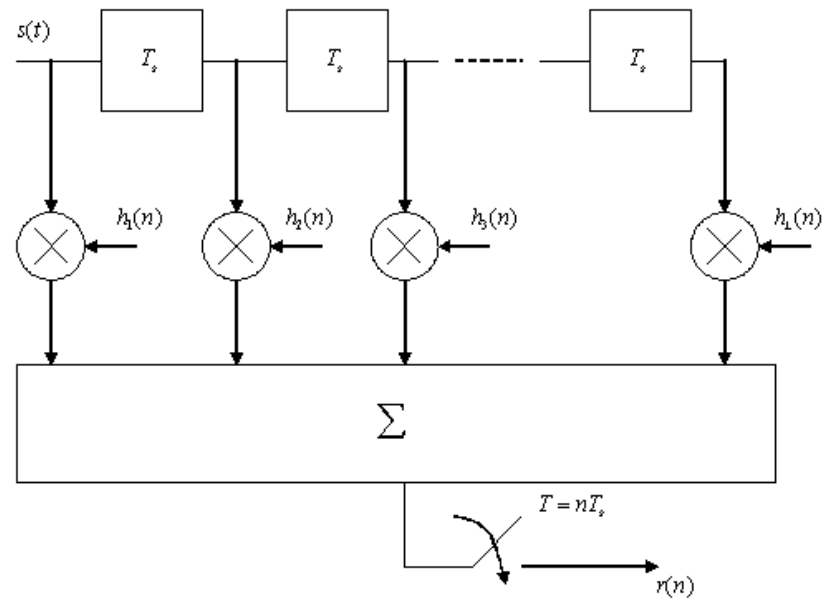 s(t)
T_s
T_s
T_s
h_1(n)
h_2(n)
h_3(n)
h_L(n)
Σ
T = nT_s
r(n)